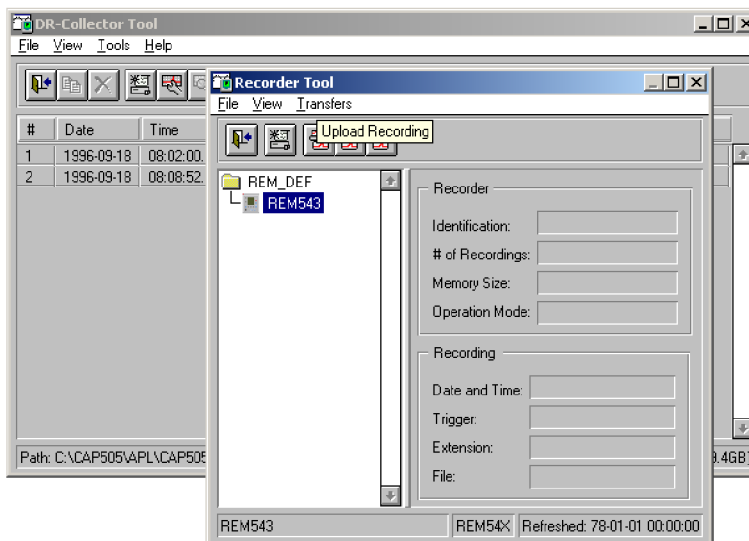 DR-Collector Tool
File View Tools Help
# Date Time
1 1996-09-18 08:02:00.
2 1996-09-18 08:08:52.
Path: C:\CAP505\APL\CAP505
9.4GB)
Recorder Tool
File View Transfers
Upload Recording
REM_DEF
REM543
Recorder
Identification:
# of Recordings:
Memory Size:
Operation Mode:
Recording
Date and Time:
Trigger:
Extension:
File:
REM543 REM54X Refreshed: 78-01-01 00:00:00